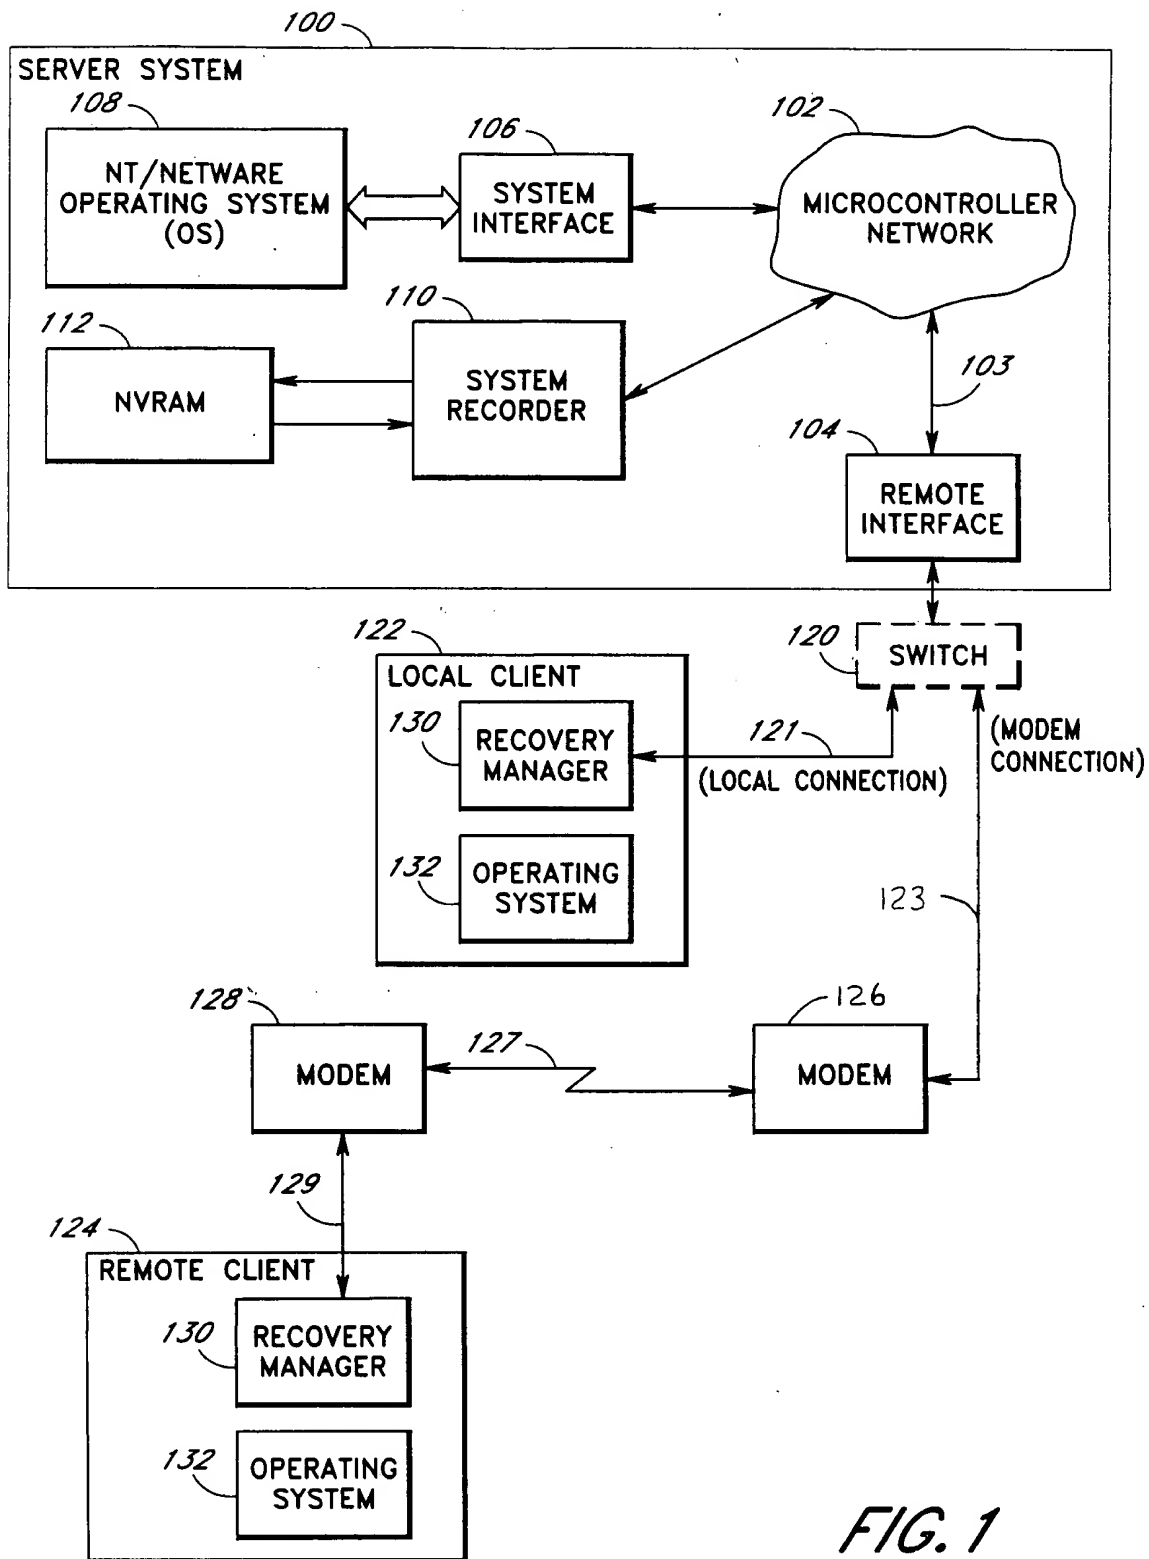 100
SERVER SYSTEM
108
NT/NETWARE
OPERATING SYSTEM
(OS)
106
SYSTEM
INTERFACE
102
MICROCONTROLLER
NETWORK
112
NVRAM
110
SYSTEM
RECORDER
103
104
REMOTE
INTERFACE
120
SWITCH
122
LOCAL CLIENT
130
RECOVERY
MANAGER
121
(LOCAL CONNECTION)
(MODEM
CONNECTION)
132
OPERATING
SYSTEM
123
128
MODEM
127
126
MODEM
129
124
REMOTE CLIENT
130
RECOVERY
MANAGER
132
OPERATING
SYSTEM
FIG. 1